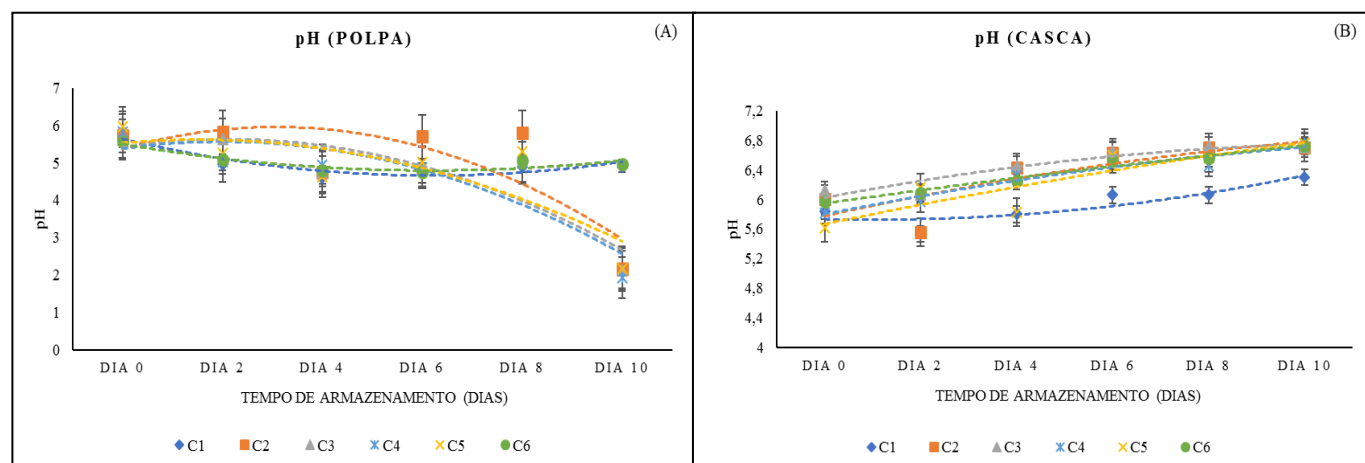 pH (POLPA)
(A)
7
6
5
4
3
2
1
0
pH
DIA 0 DIA 2 DIA 4 DIA 6 DIA 8 DIA 10
TEMPO DE ARMAZENAMENTO (DIAS)
C1 C2 C3 C4 C5 C6
pH (CASCA)
(B)
7,2
6,8
6,4
6
5,6
5,2
4,8
4,4
4
pH
DIA 0 DIA 2 DIA 4 DIA 6 DIA 8 DIA 10
TEMPO DE ARMAZENAMENTO (DIAS)
C1 C2 C3 C4 C5 C6